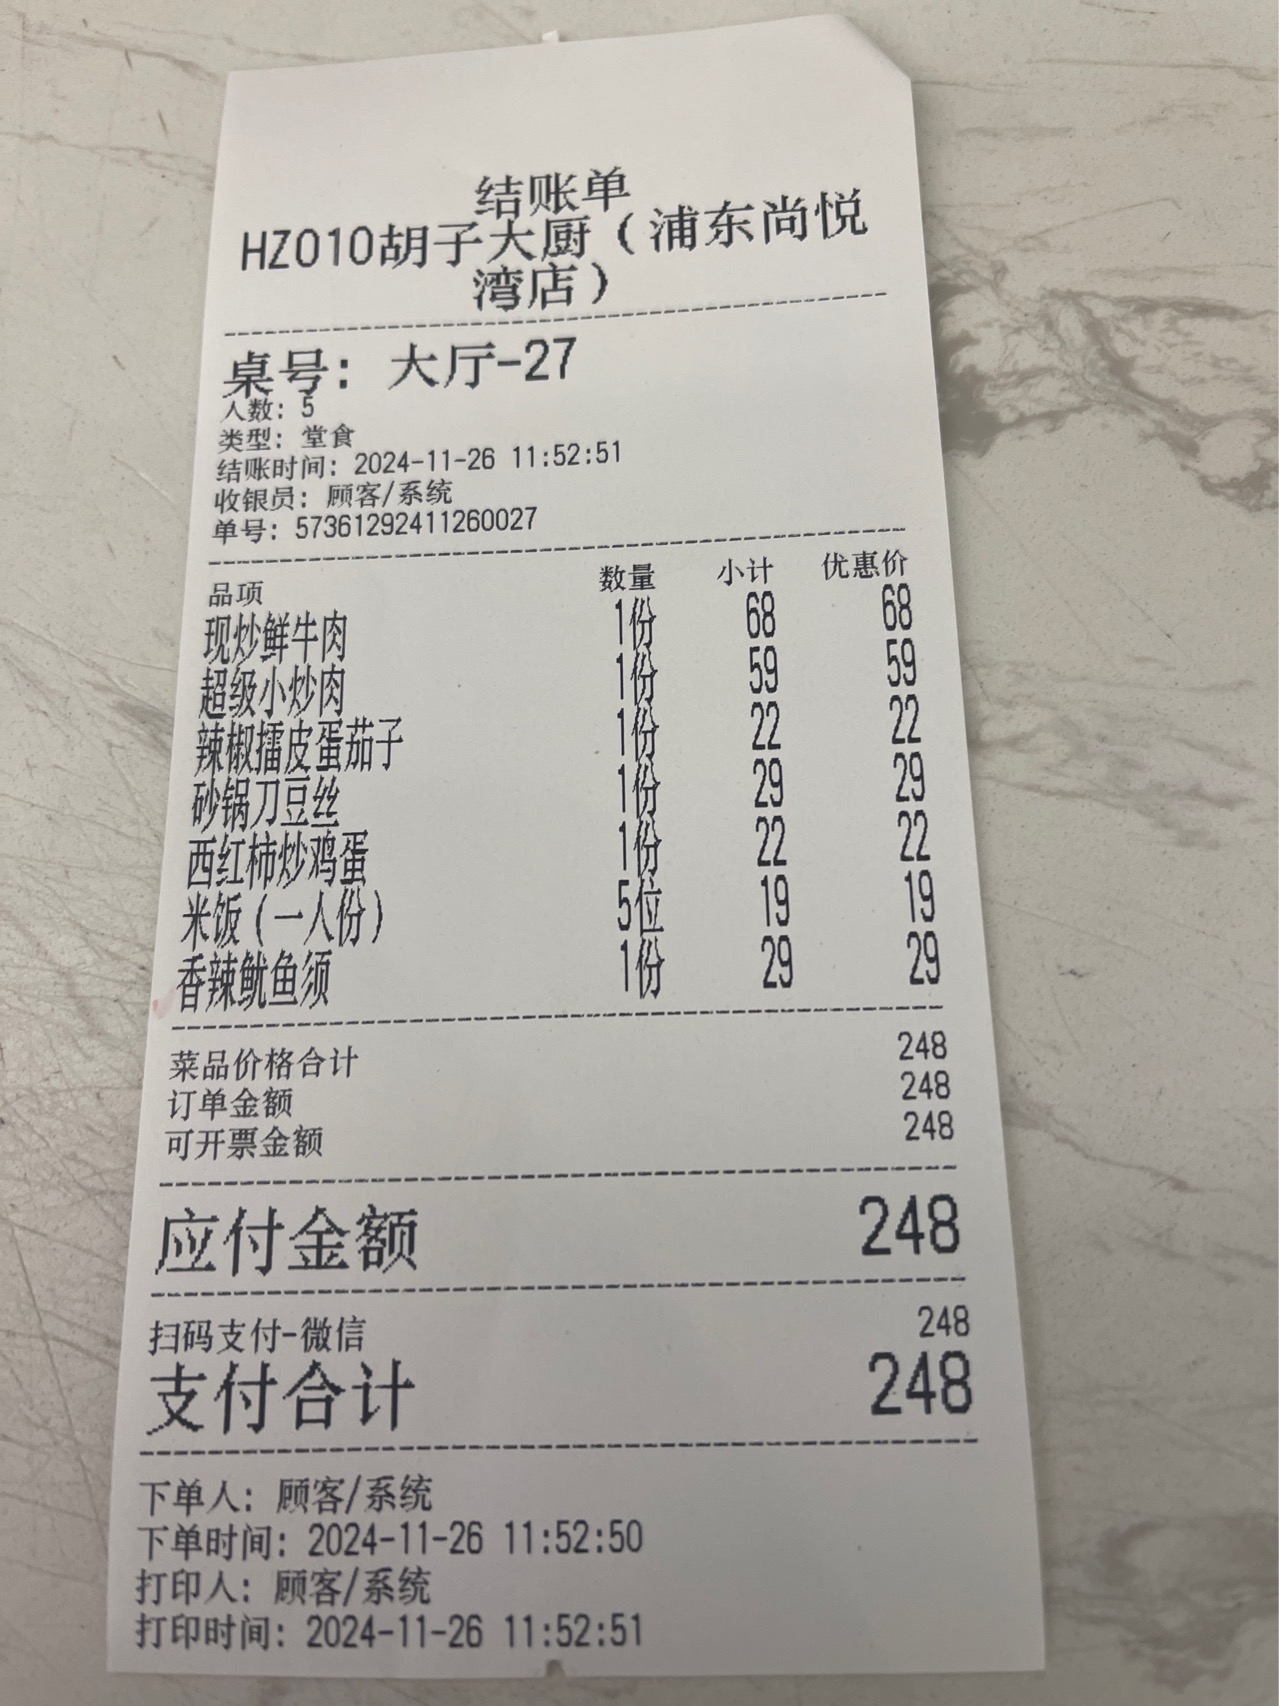 结账单
HZ010胡子大厨（浦东尚悦
湾店）
桌号：大厅-27
人数：5
类型：堂食
结账时间：2024-11-26 11:52:51
收银员：顾客/系统
单号：57361292411260027
品项 数量 小计 优惠价
现炒鲜牛肉 1份 68 68
超级小炒肉 1份 59 59
辣椒擂皮蛋茄子 1份 22 22
砂锅刀豆丝 1份 29 29
西红柿炒鸡蛋 1份 22 22
米饭（一人份） 5位 19 19
香辣鱿鱼须 1份 29 29
菜品价格合计 248
订单金额 248
可开票金额 248
应付金额 248
扫码支付-微信 248
支付合计 248
下单人：顾客/系统
下单时间：2024-11-26 11:52:50
打印人：顾客/系统
打印时间：2024-11-26 11:52:51